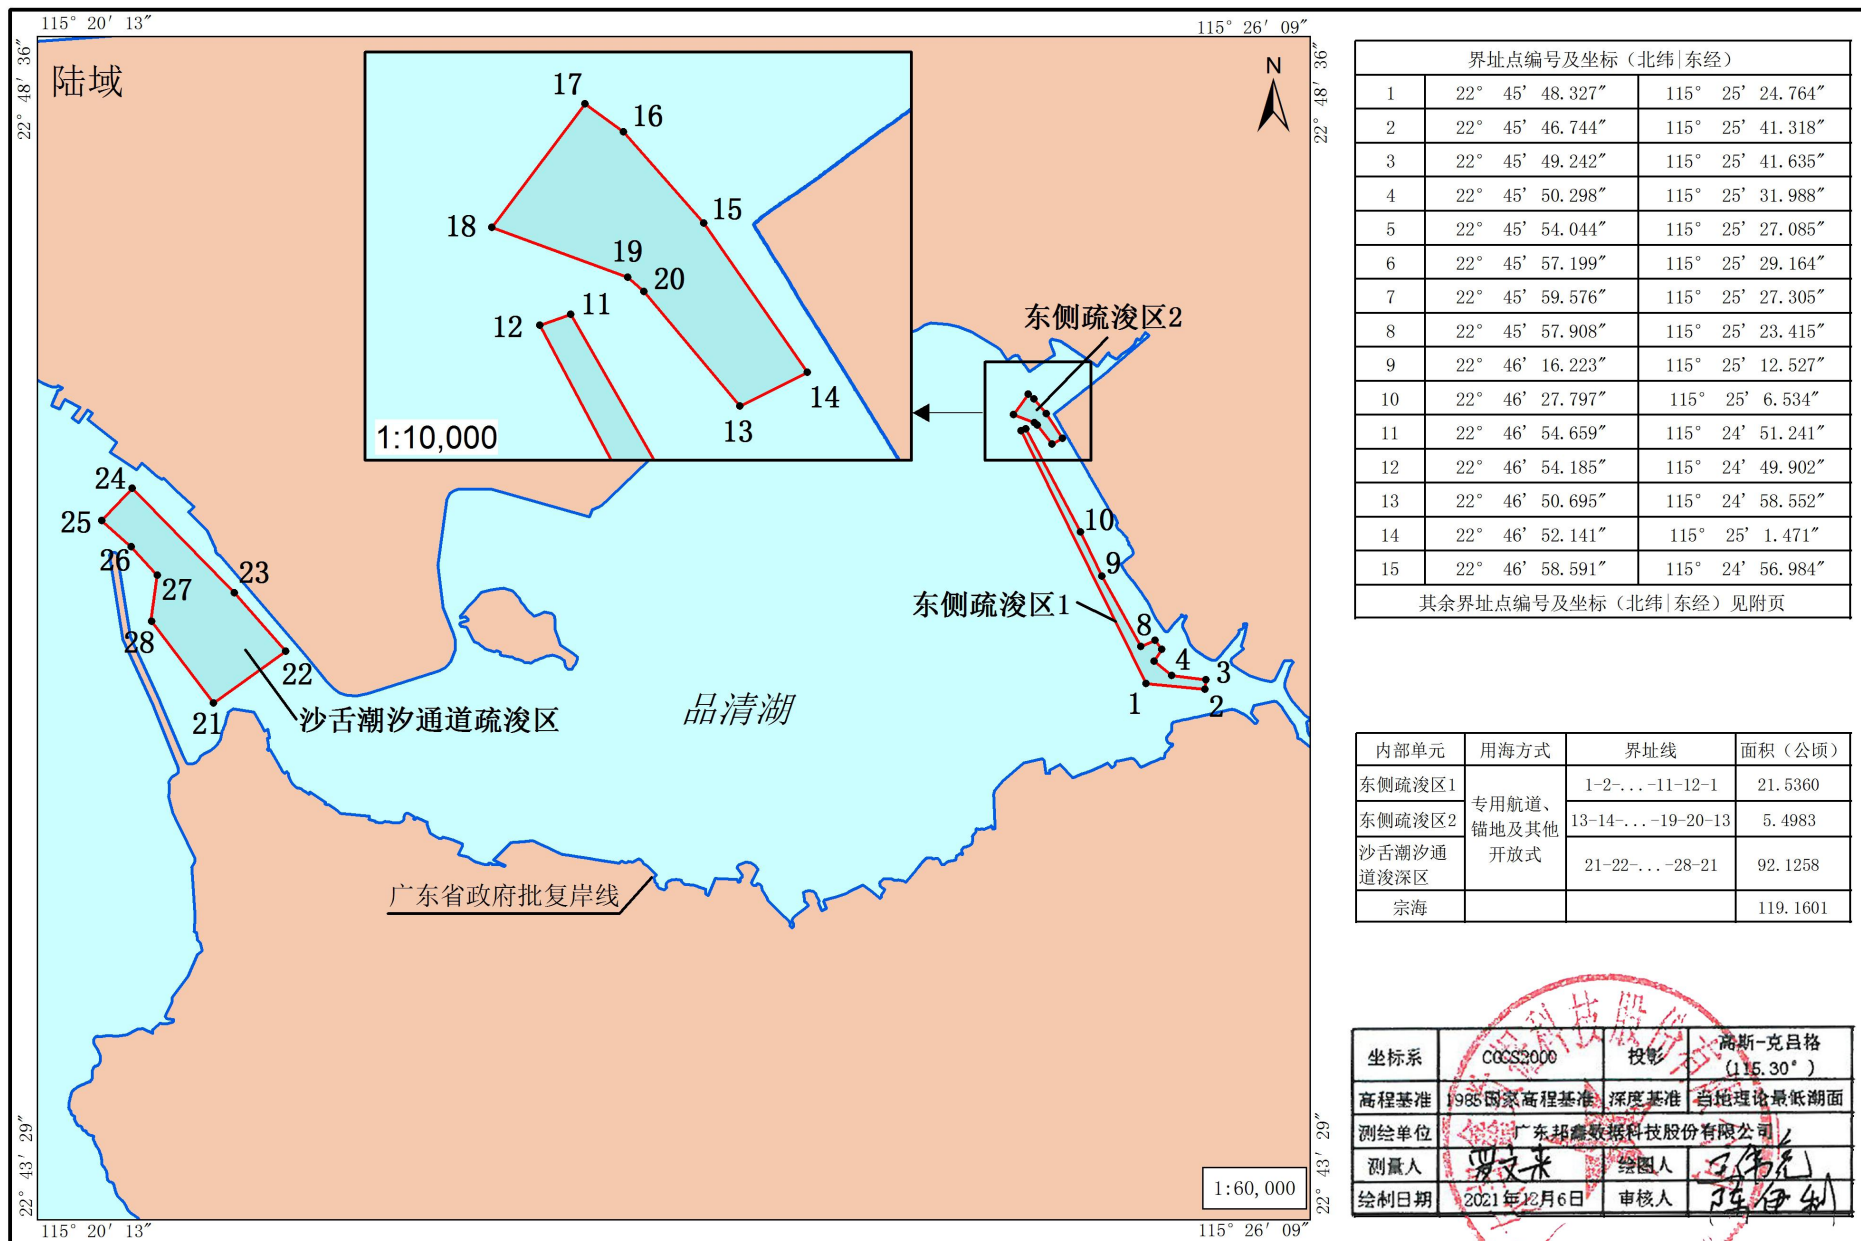 115° 20′ 13″
115° 26′ 09″
22° 48′ 36″
22° 48′ 36″
陆域
N
17
16
15
18
19
20
11
12
14
13
1:10,000
东侧疏浚区2
24
25
26
23
27
28
22
21
沙舌潮汐通道疏浚区
10
9
东侧疏浚区1
8
4
3
1
2
品清湖
广东省政府批复岸线
1:60,000
22° 43′ 29″
22° 43′ 29″
115° 20′ 13″
115° 26′ 09″
界址点编号及坐标（北纬|东经）
1 22° 45′ 48.327″ 115° 25′ 24.764″
2 22° 45′ 46.744″ 115° 25′ 41.318″
3 22° 45′ 49.242″ 115° 25′ 41.635″
4 22° 45′ 50.298″ 115° 25′ 31.988″
5 22° 45′ 54.044″ 115° 25′ 27.085″
6 22° 45′ 57.199″ 115° 25′ 29.164″
7 22° 45′ 59.576″ 115° 25′ 27.305″
8 22° 45′ 57.908″ 115° 25′ 23.415″
9 22° 46′ 16.223″ 115° 25′ 12.527″
10 22° 46′ 27.797″ 115° 25′ 6.534″
11 22° 46′ 54.659″ 115° 24′ 51.241″
12 22° 46′ 54.185″ 115° 24′ 49.902″
13 22° 46′ 50.695″ 115° 24′ 58.552″
14 22° 46′ 52.141″ 115° 25′ 1.471″
15 22° 46′ 58.591″ 115° 24′ 56.984″
其余界址点编号及坐标（北纬|东经）见附页
内部单元 用海方式 界址线 面积（公顷）
东侧疏浚区1 1-2-...-11-12-1 21.5360
专用航道、
锚地及其他
开放式
东侧疏浚区2 13-14-...-19-20-13 5.4983
沙舌潮汐通
道浚深区 21-22-...-28-21 92.1258
宗海 119.1601
坐标系 CGCS2000 投影 高斯-克吕格
(115.30°)
高程基准 1985国家高程基准 深度基准 当地理论最低潮面
测绘单位 广东邦鑫数据科技股份有限公司
测量人 绘图人
绘制日期 2021年12月6日 审核人